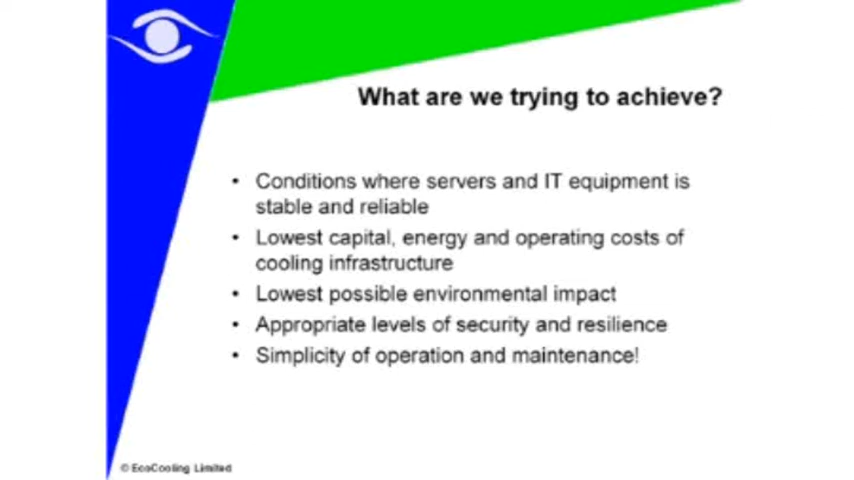 What are we trying to achieve?
• Conditions where servers and IT equipment is
stable and reliable
• Lowest capital, energy and operating costs of
cooling infrastructure
• Lowest possible environmental impact
• Appropriate levels of security and resilience
• Simplicity of operation and maintenance!
© EcoCooling Limited